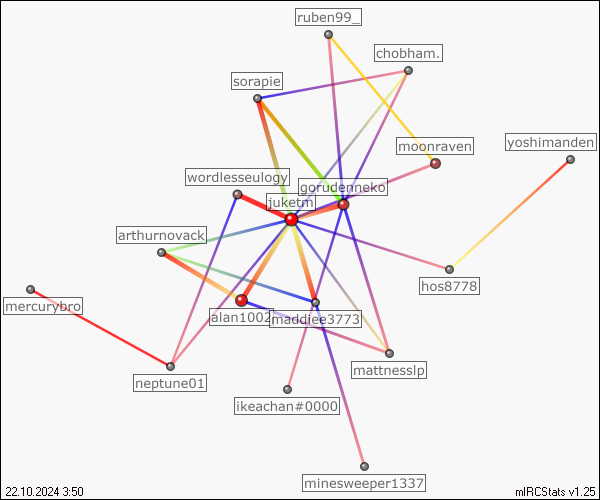 ruben99_
chobham.
sorapie
yoshimanden
moonraven
wordlesseulogy
gorudenneko
juketm
arthurnovack
hos8778
mercurybro
alan1002
maddiee3773
mattnesslp
neptune01
ikeachan#0000
minesweeper1337
22.10.2024 3:50
mIRCStats v1.25